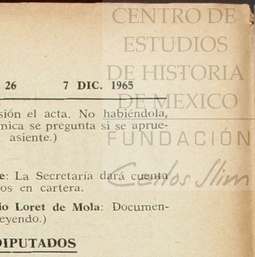 CENTRO DE
ESTUDIOS
DE HISTORIA
DE MEXICO
FUNDACIÓN
Carlos Slim
26 7 DIC. 1965
sión el acta. No habiéndola,
mica se pregunta si se aprue-
asiente.)
e: La Secretaría dará cuenta
os en cartera.
io Loret de Mola: Documen-
eyendo.)
DIPUTADOS